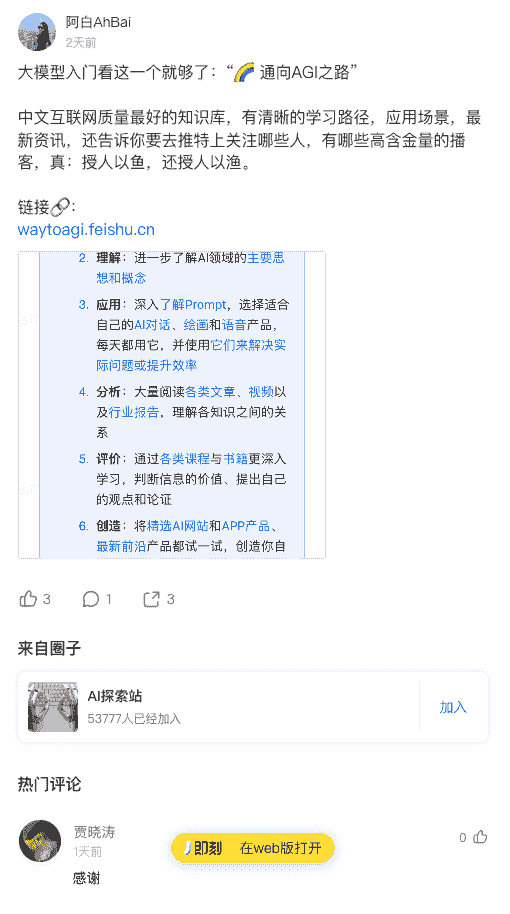 阿白AhBai
2天前
大模型入门看这一个就够了：“🌈 通向AGI之路”
中文互联网质量最好的知识库，有清晰的学习路径，应用场景，最
新资讯，还告诉你要去推特上关注哪些人，有哪些高含金量的播
客，真：授人以鱼，还授人以渔。
链接🔗：
waytoagi.feishu.cn
2. 理解：进一步了解AI领域的主要思
想和概念
3. 应用：深入了解Prompt，选择适合
自己的AI对话、绘画和语音产品，
每天都用它，并使用它们来解决实
际问题或提升效率
4. 分析：大量阅读各类文章、视频以
及行业报告，理解各知识之间的关
系
5. 评价：通过各类课程与书籍更深入
学习，判断信息的价值、提出自己
的观点和论证
6. 创造：将精选AI网站和APP产品、
最新前沿产品都试一试，创造你自
3 1 3
来自圈子
AI探索站
53777人已经加入
加入
热门评论
贾晓涛
1天前
0
感谢
即刻 在web版打开